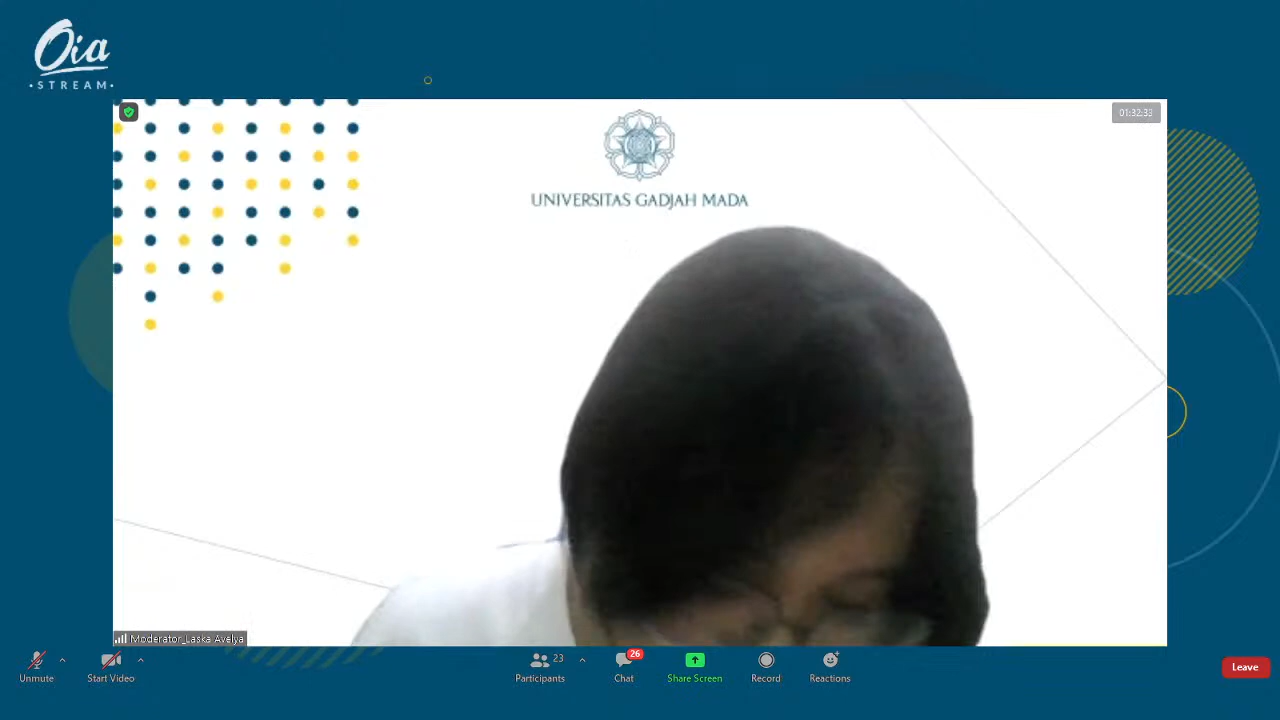 Oia
• STREAM •
01:32:33
UNIVERSITAS GADJAH MADA
Moderator_Laska Avelya
Unmute
Start Video
23
Participants
26
Chat
Share Screen
Record
Reactions
Leave